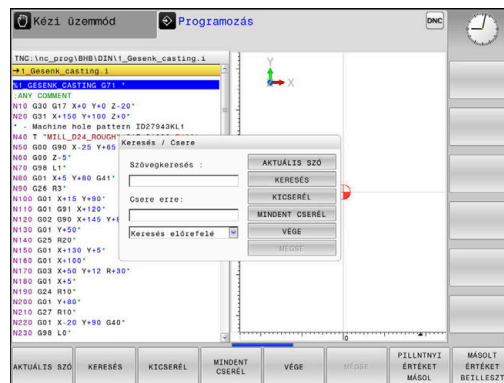 Kézi üzemmód
Programozás
DNC
TNC:\nc_prog\BHB\DIN\1_Gesenk_casting.i
→1_Gesenk_casting.i
%1_GESENK_CASTING G71 *
;ANY COMMENT
N10 G30 G17 X+0 Y+0 Z-20*
N20 G31 X+150 Y+100 Z+0*
* - Machine hole pattern ID27943KL1
N40 T "MILL_D24_ROUGH"
N50 G00 G90 X-25 Y+65
N60 G00 Z-5*
N70 G98 L1*
N80 G01 X+5 Y+80 G41*
N90 G26 R3*
N100 G01 X+15 Y+90*
N110 G01 G91 X+120*
N120 G02 G90 X+145 Y+
N130 G01 Y+50*
N140 G25 R20*
N150 G01 X+130 Y+5*
N160 G01 X+100*
N170 G03 X+50 Y+12 R+30*
N180 G01 X+5*
N190 G24 R10*
N200 G01 Y+80*
N210 G27 R10*
N220 G01 X-20 Y+90 G40*
N230 G98 L0*
Y
X
0
Keresés / Csere
Szövegkeresés :
Csere erre:
Keresés előrefelé
AKTUÁLIS SZÓ
KERESÉS
KICSERÉL
MINDENT CSERÉL
VÉGE
MÉGSE
AKTUÁLIS SZÓ
KERESÉS
KICSERÉL
MINDENT
CSERÉL
VÉGE
MÉGSE
PILLNTNYI
ÉRTÉKET
MÁSOL
MÁSOLT
ÉRTÉKET
BEILLESZT